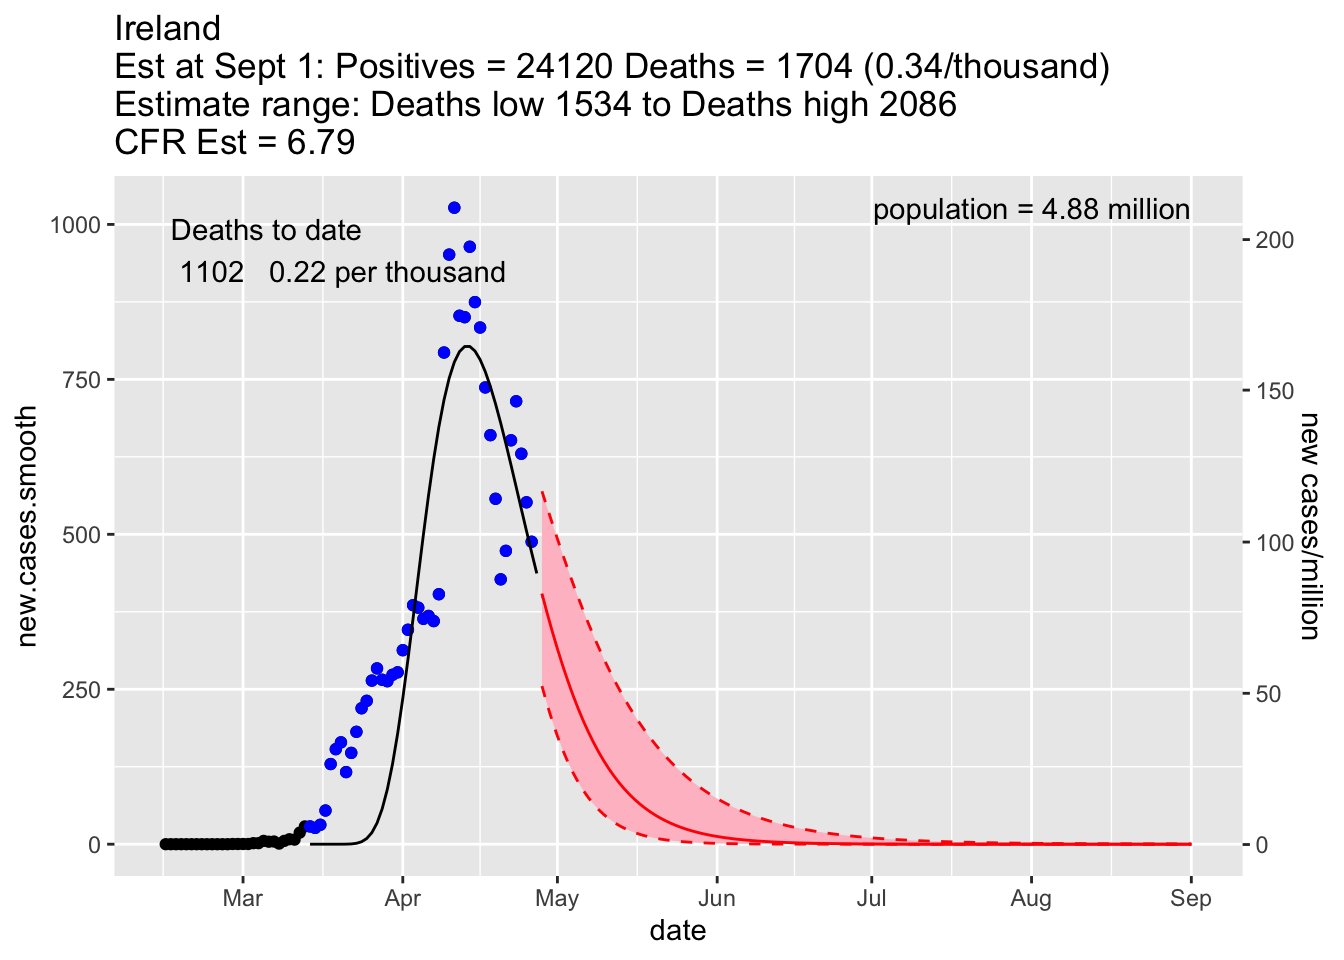 Ireland
Est at Sept 1: Positives = 24120 Deaths = 1704 (0.34/thousand)
Estimate range: Deaths low 1534 to Deaths high 2086
CFR Est = 6.79
population = 4.88 million
Deaths to date
1102 0.22 per thousand
1000
750
500
250
0
new.cases.smooth
200
150
100
50
0
new cases/million
Mar Apr May Jun Jul Aug Sep
date